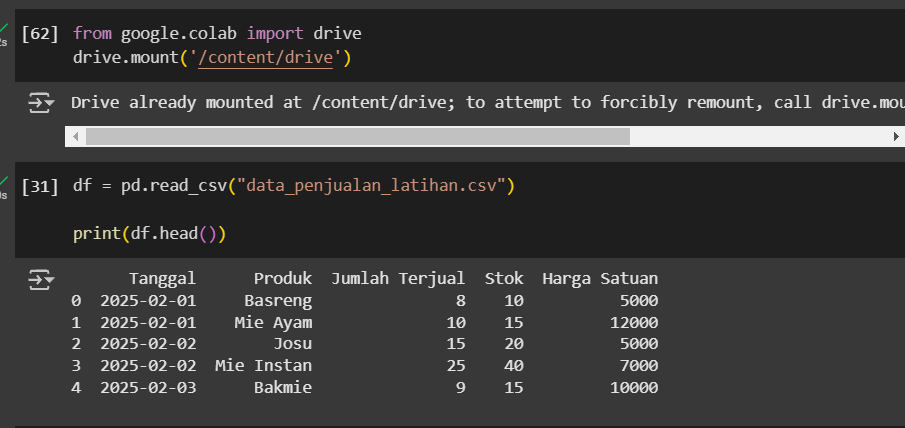 [62] from google.colab import drive
drive.mount('/content/drive')
Drive already mounted at /content/drive; to attempt to forcibly remount, call
[31] df = pd.read_csv("data_penjualan_latihan.csv")
print(df.head())
Tanggal Produk Jumlah Terjual Stok Harga Satuan
0 2025-02-01 Basreng 8 10 5000
1 2025-02-01 Mie Ayam 10 15 12000
2 2025-02-02 Josu 15 20 5000
3 2025-02-02 Mie Instan 25 40 7000
4 2025-02-03 Bakmie 9 15 10000